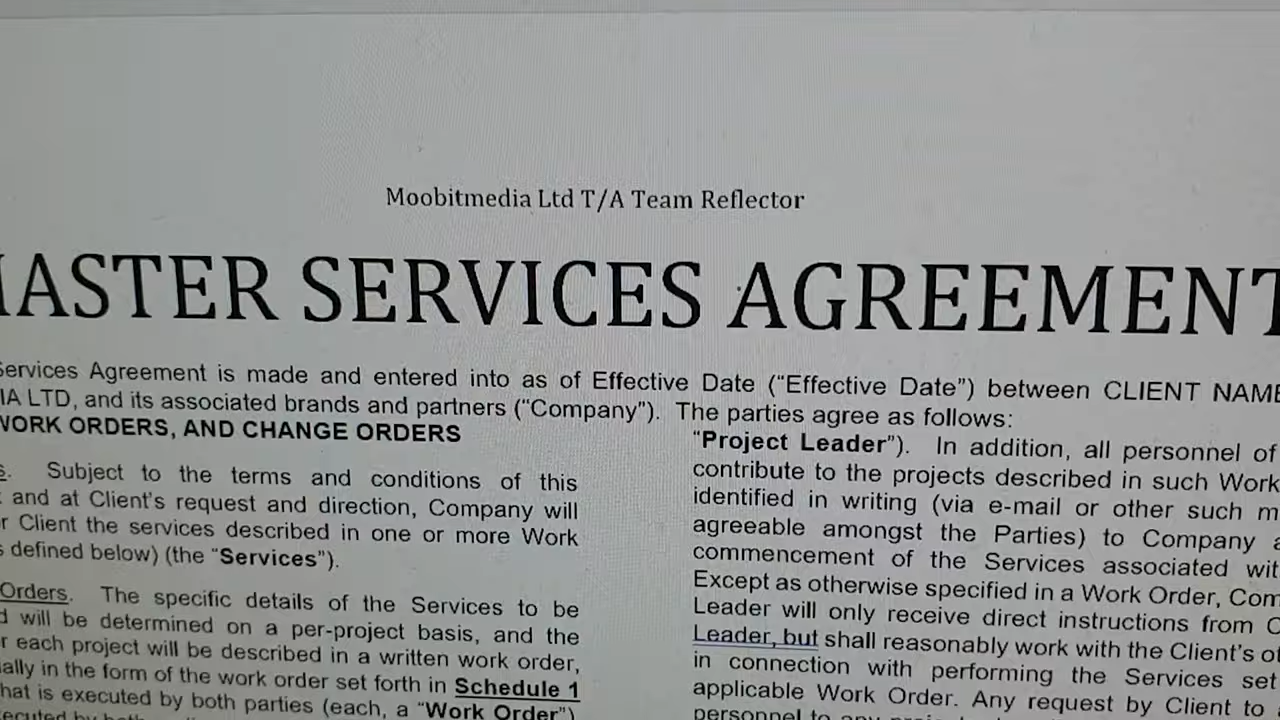 Moobitmedia Ltd T/A Team Reflector
MASTER SERVICES AGREEMENT
Services Agreement is made and entered into as of Effective Date (“Effective Date”) between CLIENT NAME
IA LTD, and its associated brands and partners (“Company”). The parties agree as follows:
WORK ORDERS, AND CHANGE ORDERS
s. Subject to the terms and conditions of this
and at Client’s request and direction, Company will
r Client the services described in one or more Work
s defined below) (the “Services”).
Orders. The specific details of the Services to be
d will be determined on a per-project basis, and the
r each project will be described in a written work order,
ially in the form of the work order set forth in Schedule 1
that is executed by both parties (each, a “Work Order”)
“Project Leader”). In addition, all personnel of
contribute to the projects described in such Work
identified in writing (via e-mail or other such m
agreeable amongst the Parties) to Company a
commencement of the Services associated wit
Except as otherwise specified in a Work Order, Com
Leader will only receive direct instructions from C
Leader, but shall reasonably work with the Client’s of
in connection with performing the Services set
applicable Work Order. Any request by Client to
personnel to any